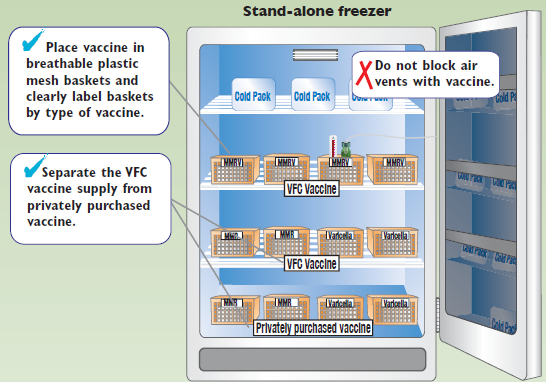 Stand-alone freezer
Place vaccine in
breathable plastic
mesh baskets and
clearly label baskets
by type of vaccine.
Do not block air
vents with vaccine.
Cold Pack
Cold Pack
Separate the VFC
vaccine supply from
privately purchased
vaccine.
MMRV
MMRV
MMRV
MMRV
VFC Vaccine
Cold Pack
Cold Pack
MMR
MMR
Varicella
Varicella
VFC Vaccine
Cold Pack
Cold Pack
MMR
MMR
Varicella
Varicella
Privately purchased vaccine
Cold Pack